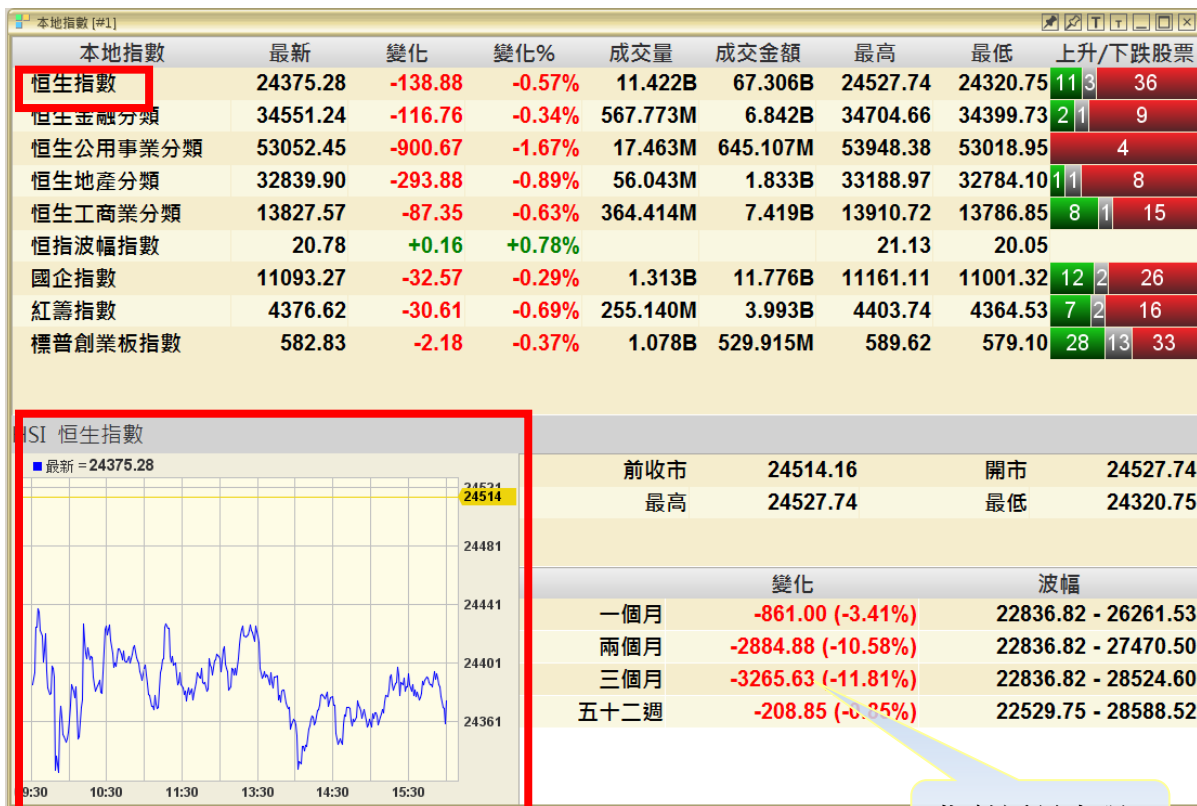 本地指數 [#1]
本地指數 最新 變化 變化% 成交量 成交金額 最高 最低 上升/下跌股票
恒生指數 24375.28 -138.88 -0.57% 11.422B 67.306B 24527.74 24320.75 11 3 36
恒生金融分類 34551.24 -116.76 -0.34% 567.773M 6.842B 34704.66 34399.73 2 1 9
恒生公用事業分類 53052.45 -900.67 -1.67% 17.463M 645.107M 53948.38 53018.95 4
恒生地產分類 32839.90 -293.88 -0.89% 56.043M 1.833B 33188.97 32784.10 1 1 8
恒生工商業分類 13827.57 -87.35 -0.63% 364.414M 7.419B 13910.72 13786.85 8 1 15
恒指波幅指數 20.78 +0.16 +0.78% 21.13 20.05
國企指數 11093.27 -32.57 -0.29% 1.313B 11.776B 11161.11 11001.32 12 2 26
紅籌指數 4376.62 -30.61 -0.69% 255.140M 3.993B 4403.74 4364.53 7 2 16
標普創業板指數 582.83 -2.18 -0.37% 1.078B 529.915M 589.62 579.10 28 13 33
HSI 恒生指數
最新 = 24375.28
24514
24481
24441
24401
24361
9:30 10:30 11:30 13:30 14:30 15:30
前收市 24514.16 開市 24527.74
最高 24527.74 最低 24320.75
變化 波幅
一個月 -861.00 (-3.41%) 22836.82 - 26261.53
兩個月 -2884.88 (-10.58%) 22836.82 - 27470.50
三個月 -3265.63 (-11.81%) 22836.82 - 28524.60
五十二週 -208.85 (-0.85%) 22529.75 - 28588.52